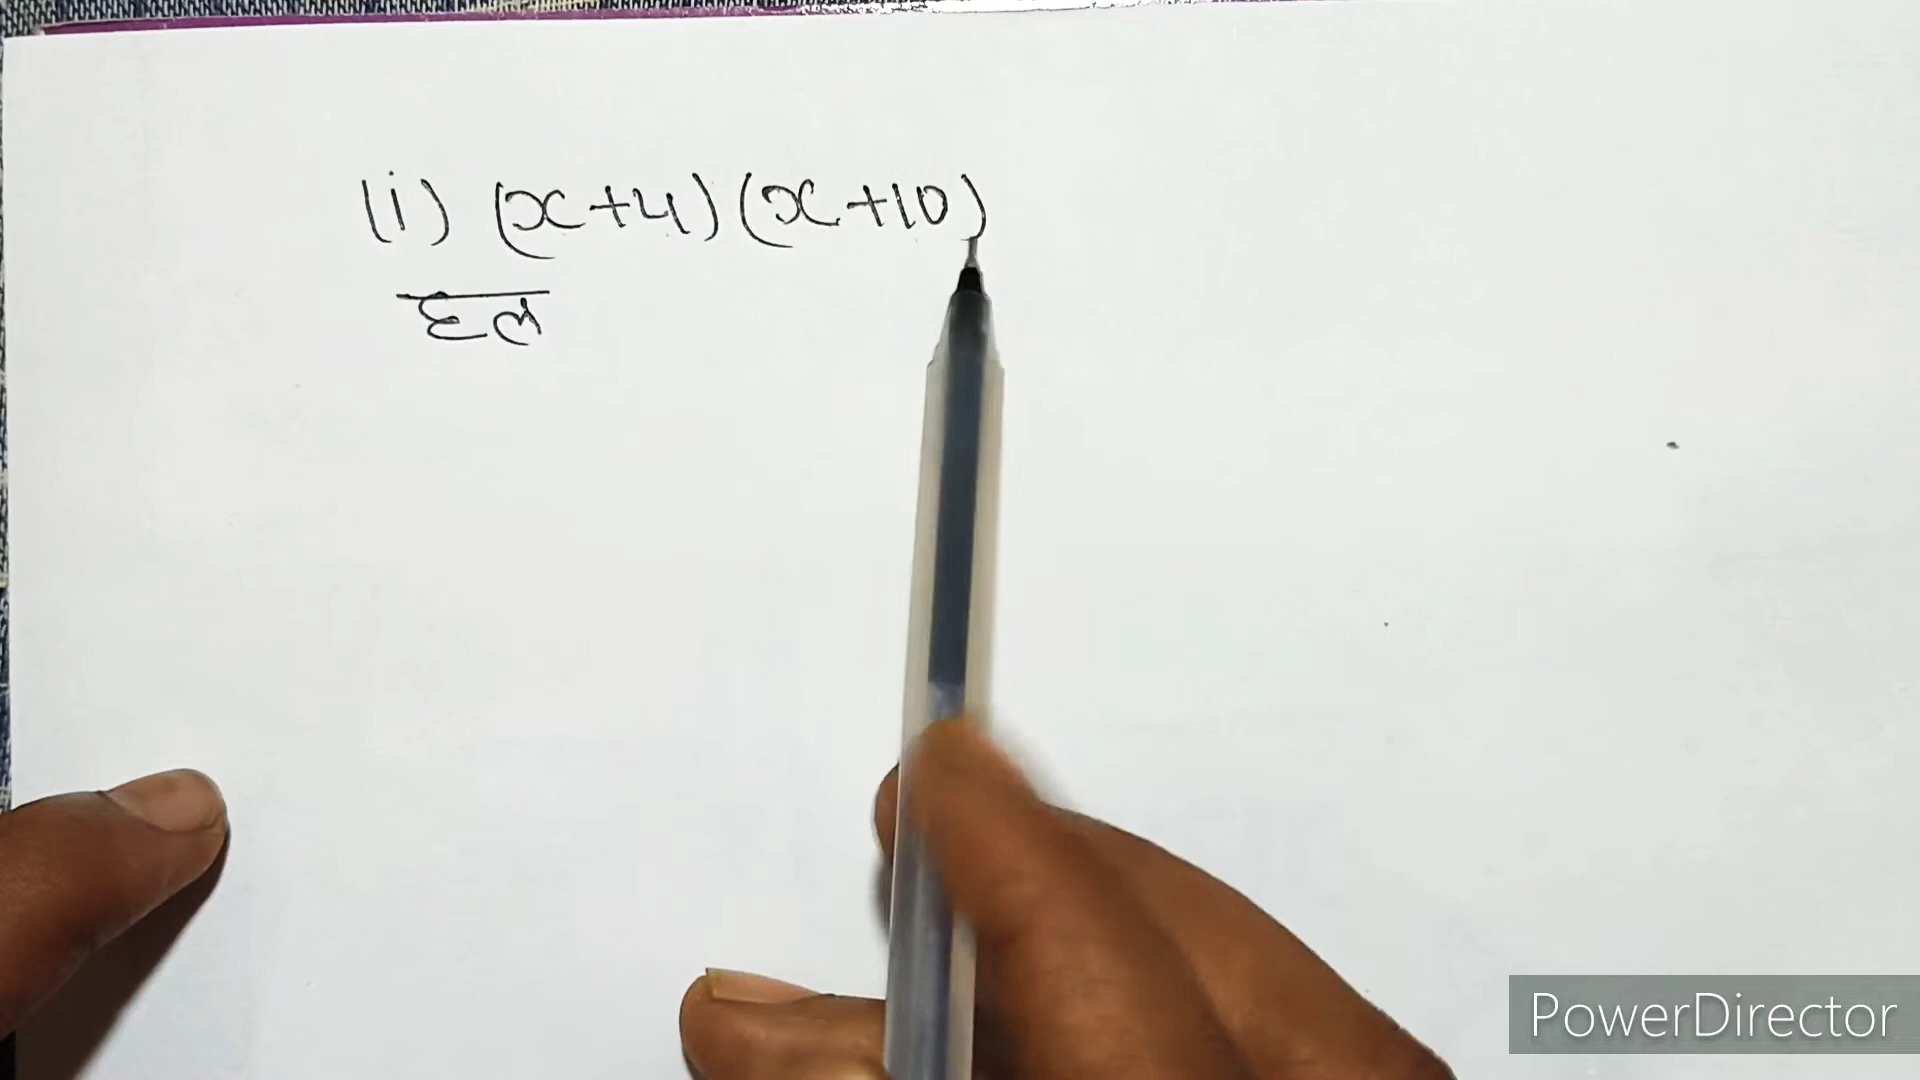 (i) (x+4)(x+10)
हल
PowerDirector